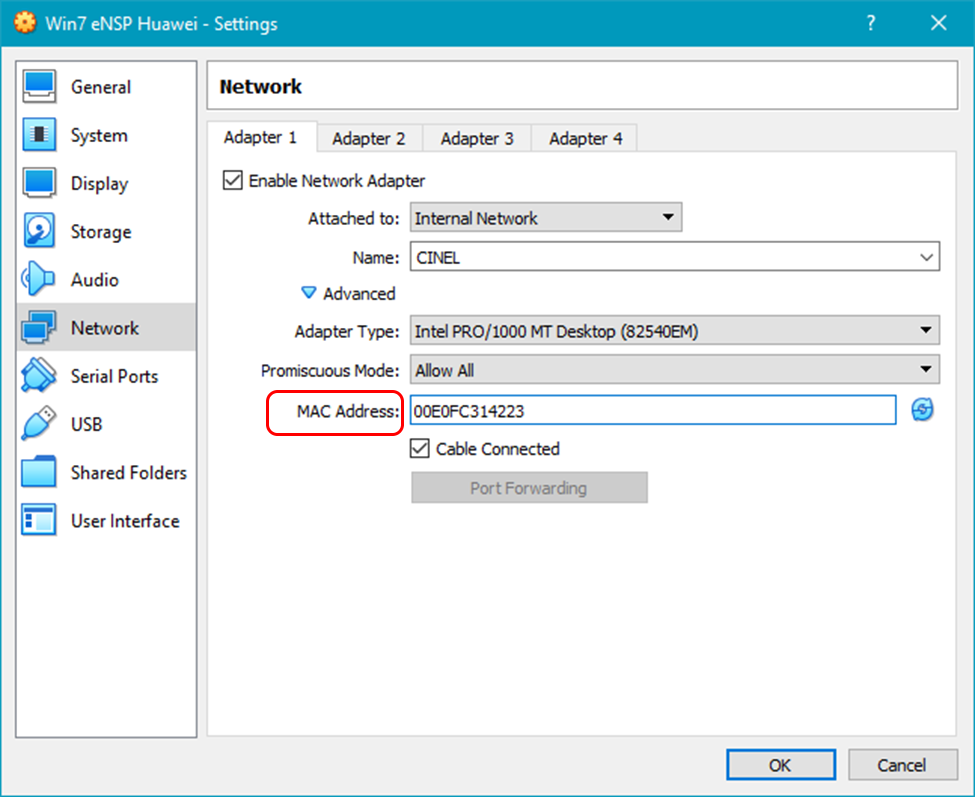 Win7 eNSP Huawei - Settings
?
General
System
Display
Storage
Audio
Network
Serial Ports
USB
Shared Folders
User Interface
Network
Adapter 1 Adapter 2 Adapter 3 Adapter 4
Enable Network Adapter
Attached to: Internal Network
Name: CINEL
Advanced
Adapter Type: Intel PRO/1000 MT Desktop (82540EM)
Promiscuous Mode: Allow All
MAC Address: 00E0FC314223
Cable Connected
Port Forwarding
OK Cancel